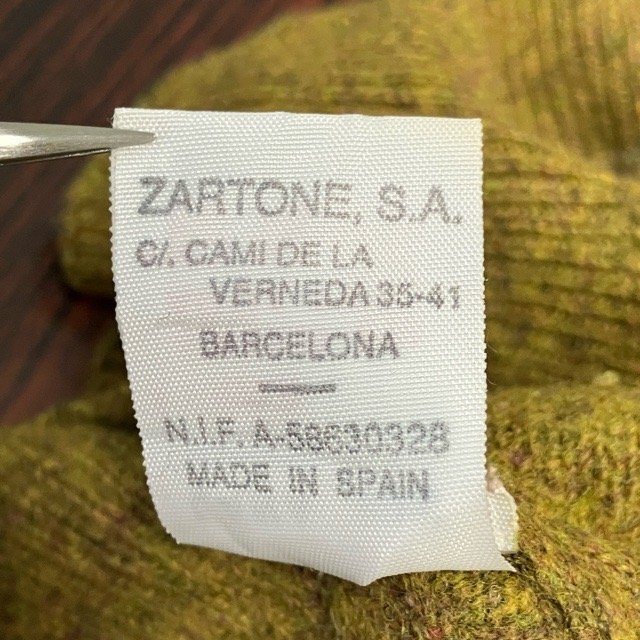 ZARTONE, S.A.
C/. CAMI DE LA
VERNEDA 35-41
BARCELONA
N.I.F. A-58630328
MADE IN SPAIN